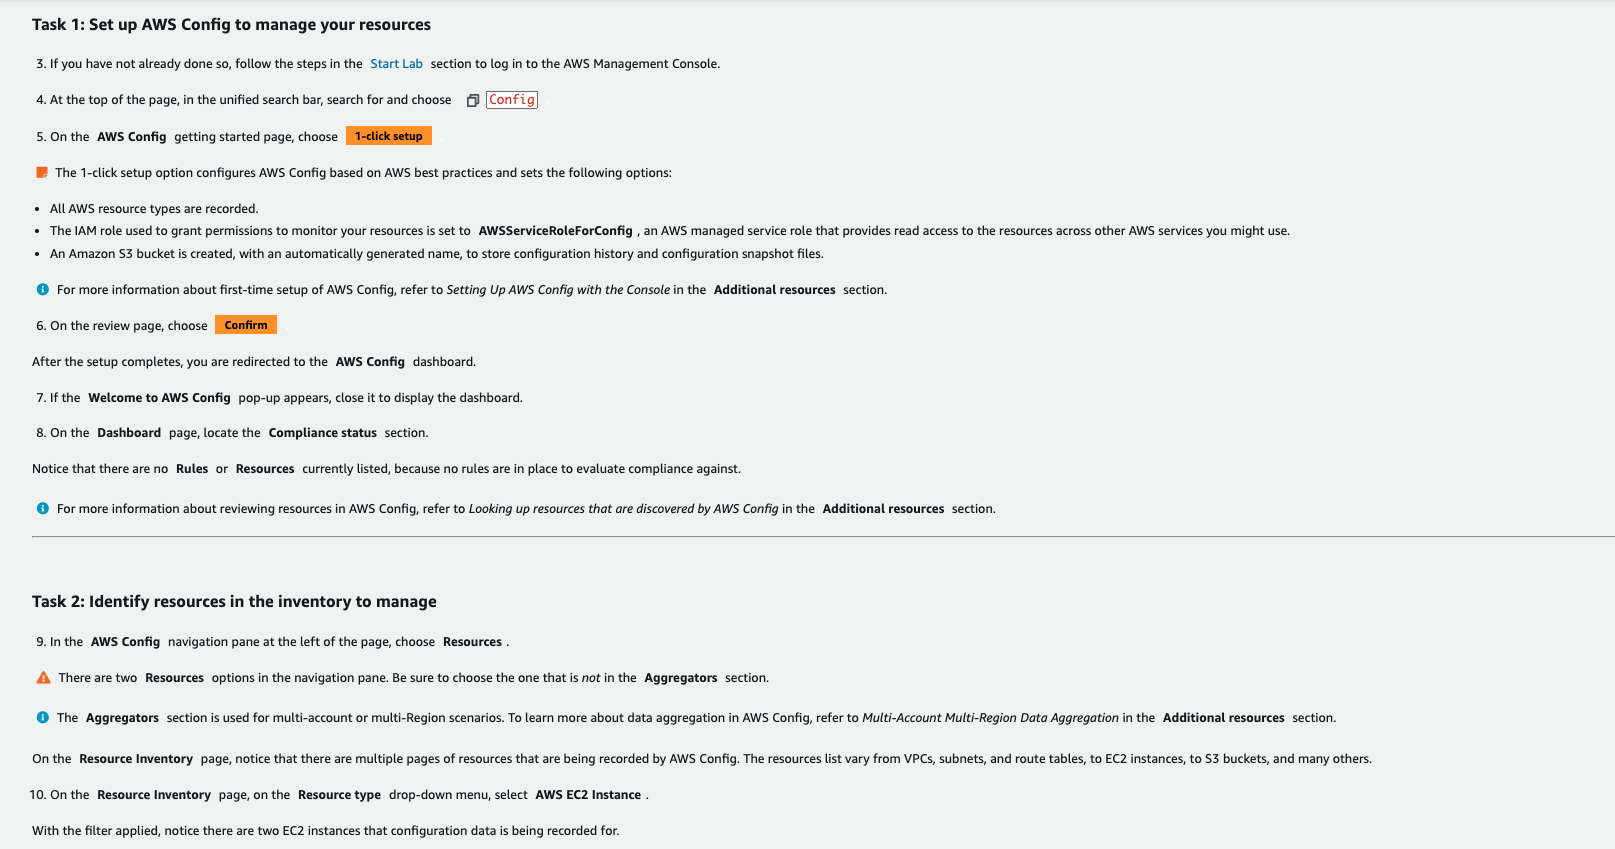 Task 1: Set up AWS Config to manage your resources
3. If you have not already done so, follow the steps in the Start Lab section to log in to the AWS Management Console.
4. At the top of the page, in the unified search bar, search for and choose Config
5. On the AWS Config getting started page, choose 1-click setup
The 1-click setup option configures AWS Config based on AWS best practices and sets the following options:
• All AWS resource types are recorded.
• The IAM role used to grant permissions to monitor your resources is set to AWSServiceRoleForConfig , an AWS managed service role that provides read access to the resources across other AWS services you might use.
• An Amazon S3 bucket is created, with an automatically generated name, to store configuration history and configuration snapshot files.
For more information about first-time setup of AWS Config, refer to Setting Up AWS Config with the Console in the Additional resources section.
6. On the review page, choose Confirm
After the setup completes, you are redirected to the AWS Config dashboard.
7. If the Welcome to AWS Config pop-up appears, close it to display the dashboard.
8. On the Dashboard page, locate the Compliance status section.
Notice that there are no Rules or Resources currently listed, because no rules are in place to evaluate compliance against.
For more information about reviewing resources in AWS Config, refer to Looking up resources that are discovered by AWS Config in the Additional resources section.
Task 2: Identify resources in the inventory to manage
9. In the AWS Config navigation pane at the left of the page, choose Resources .
There are two Resources options in the navigation pane. Be sure to choose the one that is not in the Aggregators section.
The Aggregators section is used for multi-account or multi-Region scenarios. To learn more about data aggregation in AWS Config, refer to Multi-Account Multi-Region Data Aggregation in the Additional resources section.
On the Resource Inventory page, notice that there are multiple pages of resources that are being recorded by AWS Config. The resources list vary from VPCs, subnets, and route tables, to EC2 instances, to S3 buckets, and many others.
10. On the Resource Inventory page, on the Resource type drop-down menu, select AWS EC2 Instance .
With the filter applied, notice there are two EC2 instances that configuration data is being recorded for.